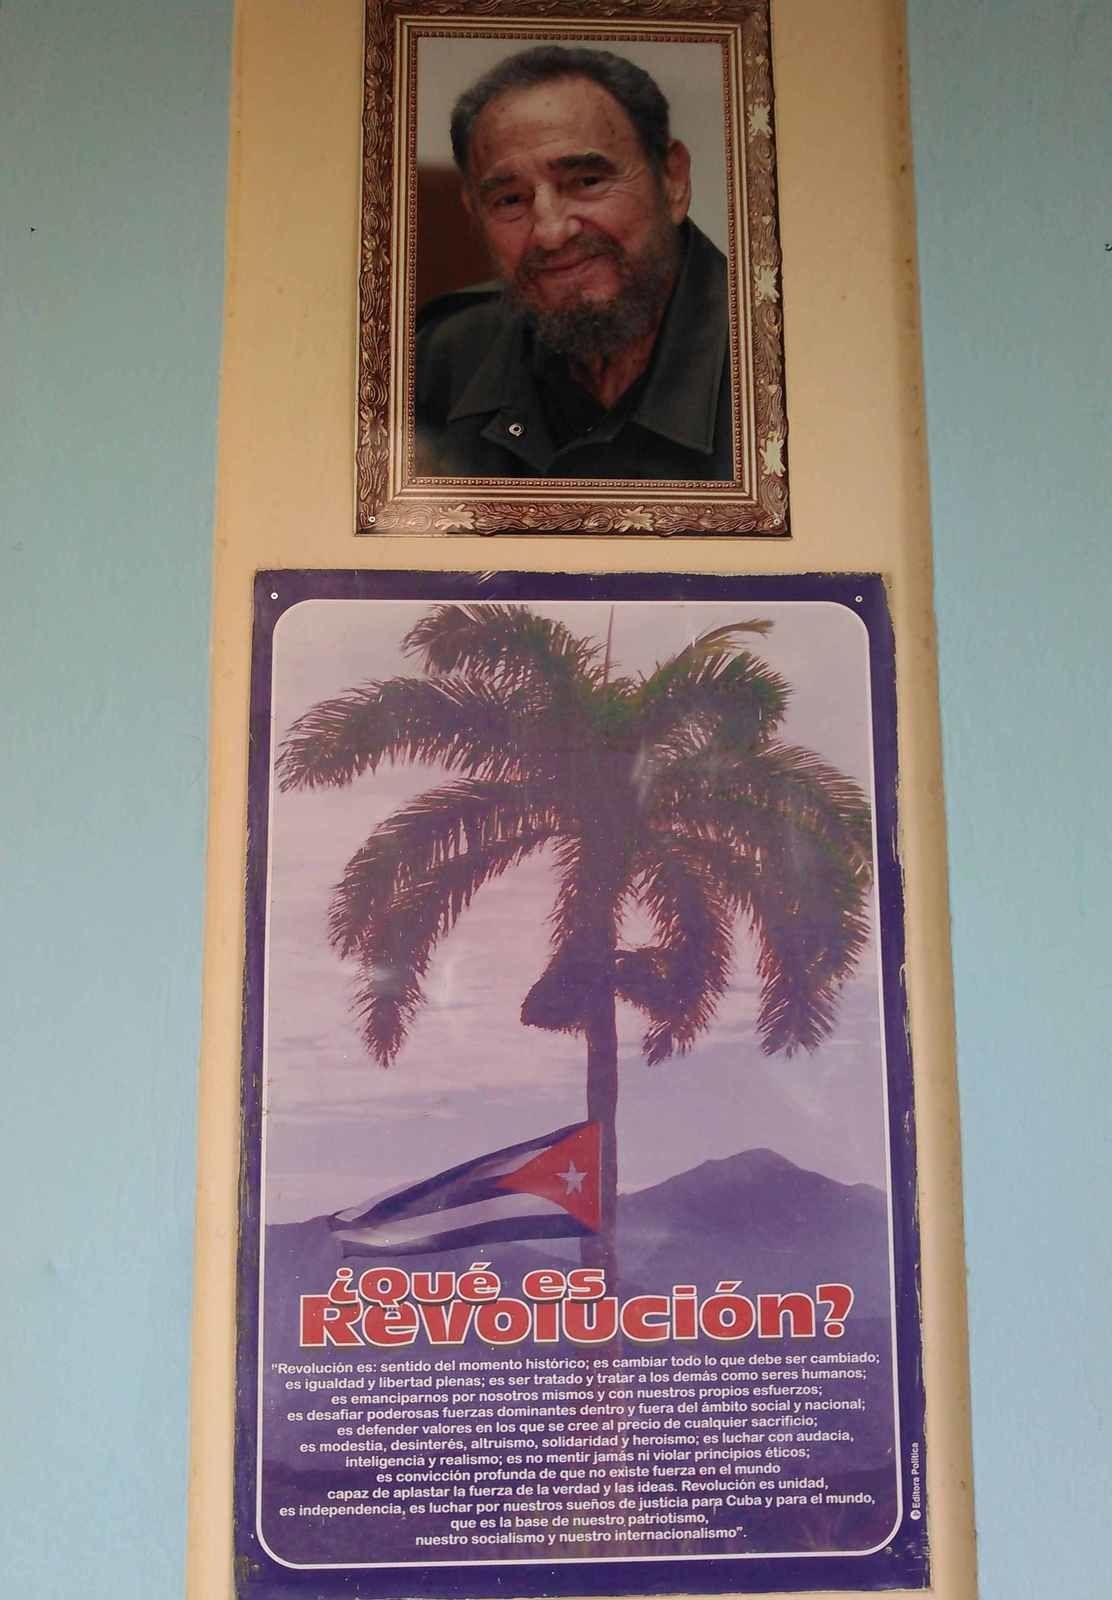 ¿Qué es
Revolución?
"Revolución es: sentido del momento histórico; es cambiar todo lo que debe ser cambiado;
es igualdad y libertad plenas; es ser tratado y tratar a los demás como seres humanos;
es emanciparnos por nosotros mismos y con nuestros propios esfuerzos;
es desafiar poderosas fuerzas dominantes dentro y fuera del ámbito social y nacional;
es defender valores en los que se cree al precio de cualquier sacrificio;
es modestia, desinterés, altruismo, solidaridad y heroismo; es luchar con audacia,
inteligencia y realismo; es no mentir jamás ni violar principios éticos;
es convicción profunda de que no existe fuerza en el mundo
capaz de aplastar la fuerza de la verdad y las ideas. Revolución es unidad,
es independencia, es luchar por nuestros sueños de justicia para Cuba y para el mundo,
que es la base de nuestro patriotismo,
nuestro socialismo y nuestro internacionalismo".
Editora Política